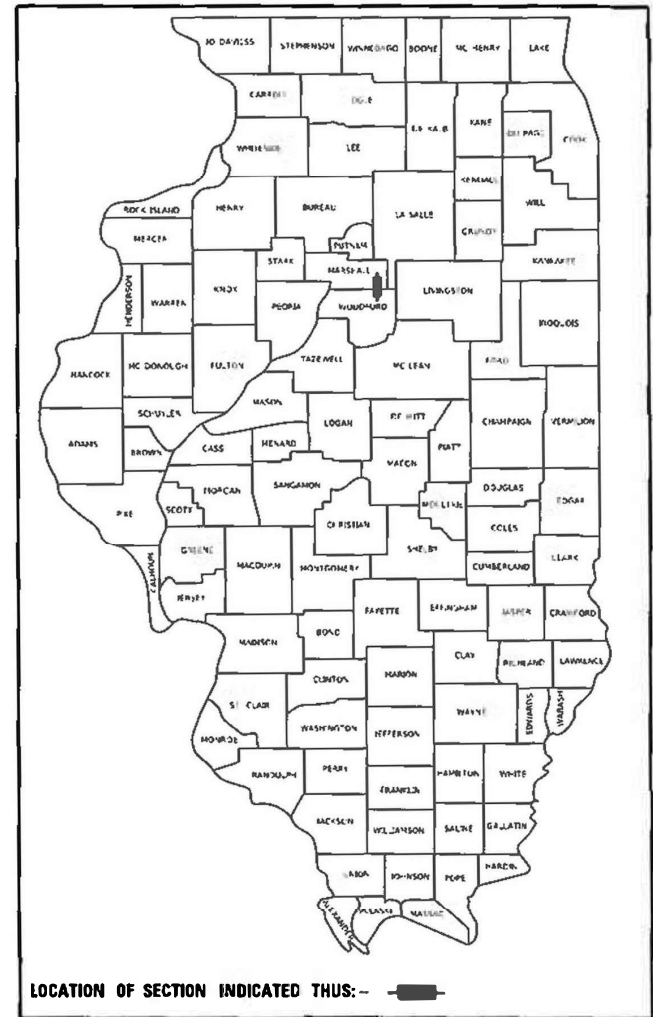 JO DAVIESS STEPHENSON WINNEBAGO BOONE MC HENRY LAKE
CARROLL OGLE KANE COOK
WHITESIDE LEE DE KALB DU PAGE
KENDALL
ROCK ISLAND HENRY BUREAU LA SALLE WILL
MERCER PUTNAM GRUNDY
STARK MARSHALL KANKAKEE
HENDERSON WARREN KNOX PEORIA WOODFORD LIVINGSTON IROQUOIS
HANCOCK MC DONOUGH FULTON TAZEWELL MC LEAN FORD
SCHUYLER MASON LOGAN DE WITT CHAMPAIGN VERMILION
ADAMS BROWN CASS MENARD MACON PIATT
PIKE SCOTT MORGAN SANGAMON MOULTRIE DOUGLAS EDGAR
CHRISTIAN COLES
CALHOUN GREENE MACOUPIN MONTGOMERY SHELBY CUMBERLAND CLARK
JERSEY FAYETTE EFFINGHAM JASPER CRAWFORD
MADISON BOND
CLAY RICHLAND LAWRENCE
CLINTON MARION
ST. CLAIR WAYNE EDWARDS WABASH
MONROE WASHINGTON JEFFERSON
RANDOLPH PERRY HAMILTON WHITE
FRANKLIN
JACKSON WILLIAMSON SALINE GALLATIN
UNION JOHNSON POPE HARDIN
ALEXANDER PULASKI MASSAC
LOCATION OF SECTION INDICATED THUS:-